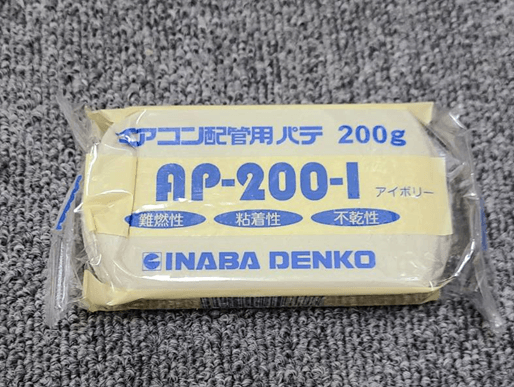 エアコン配管用パテ 200g
AP-200-I
アイボリー
難燃性 粘着性 不乾性
INABA DENKO